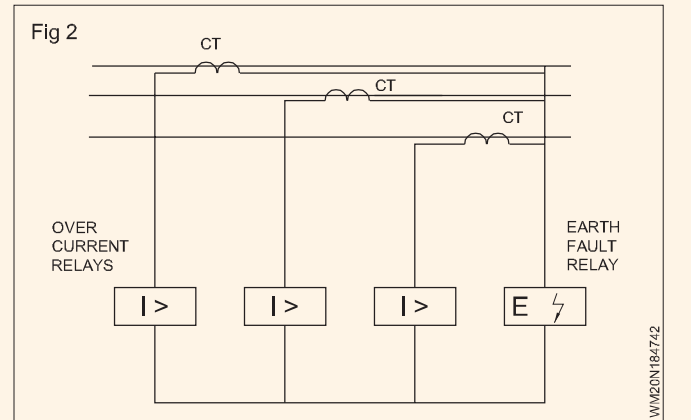 Fig 2
CT
CT
CT
OVER
CURRENT
RELAYS
EARTH
FAULT
RELAY
I >
I >
I >
E
WM20N184742